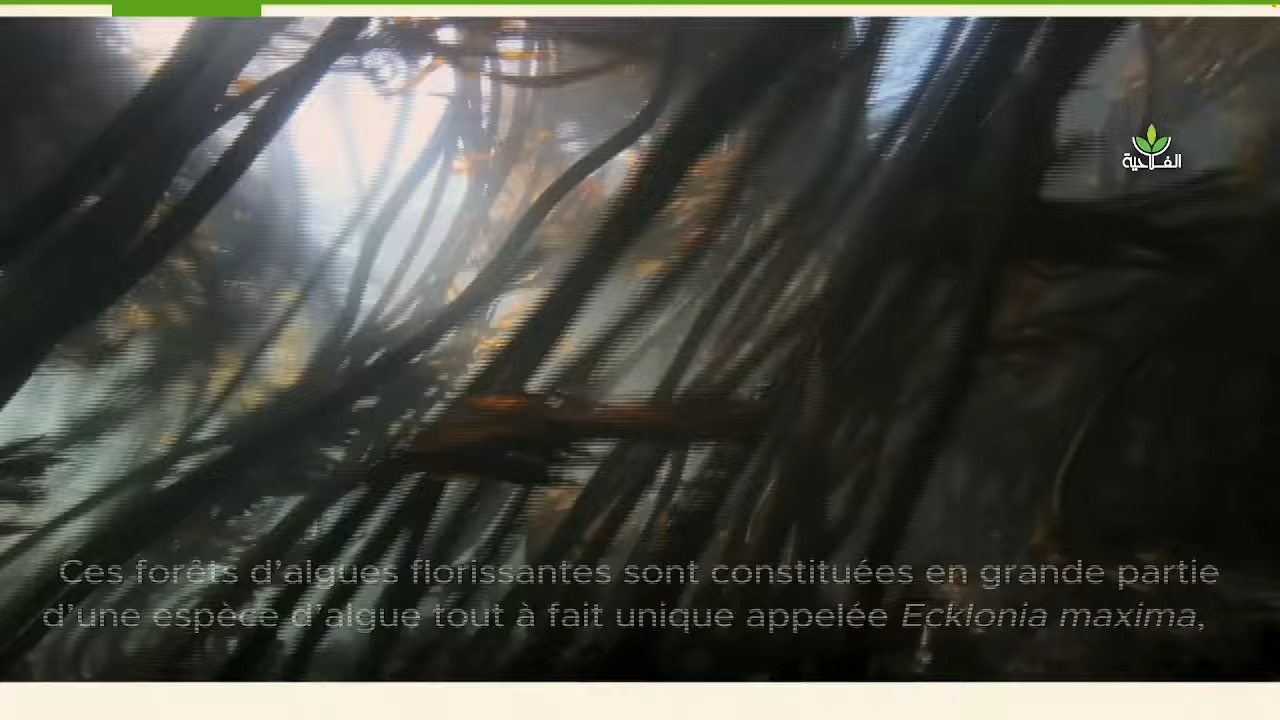 الفلاحية
Ces forêts d’algues florissantes sont constituées en grande partie
d’une espèce d’algue tout à fait unique appelée Ecklonia maxima,